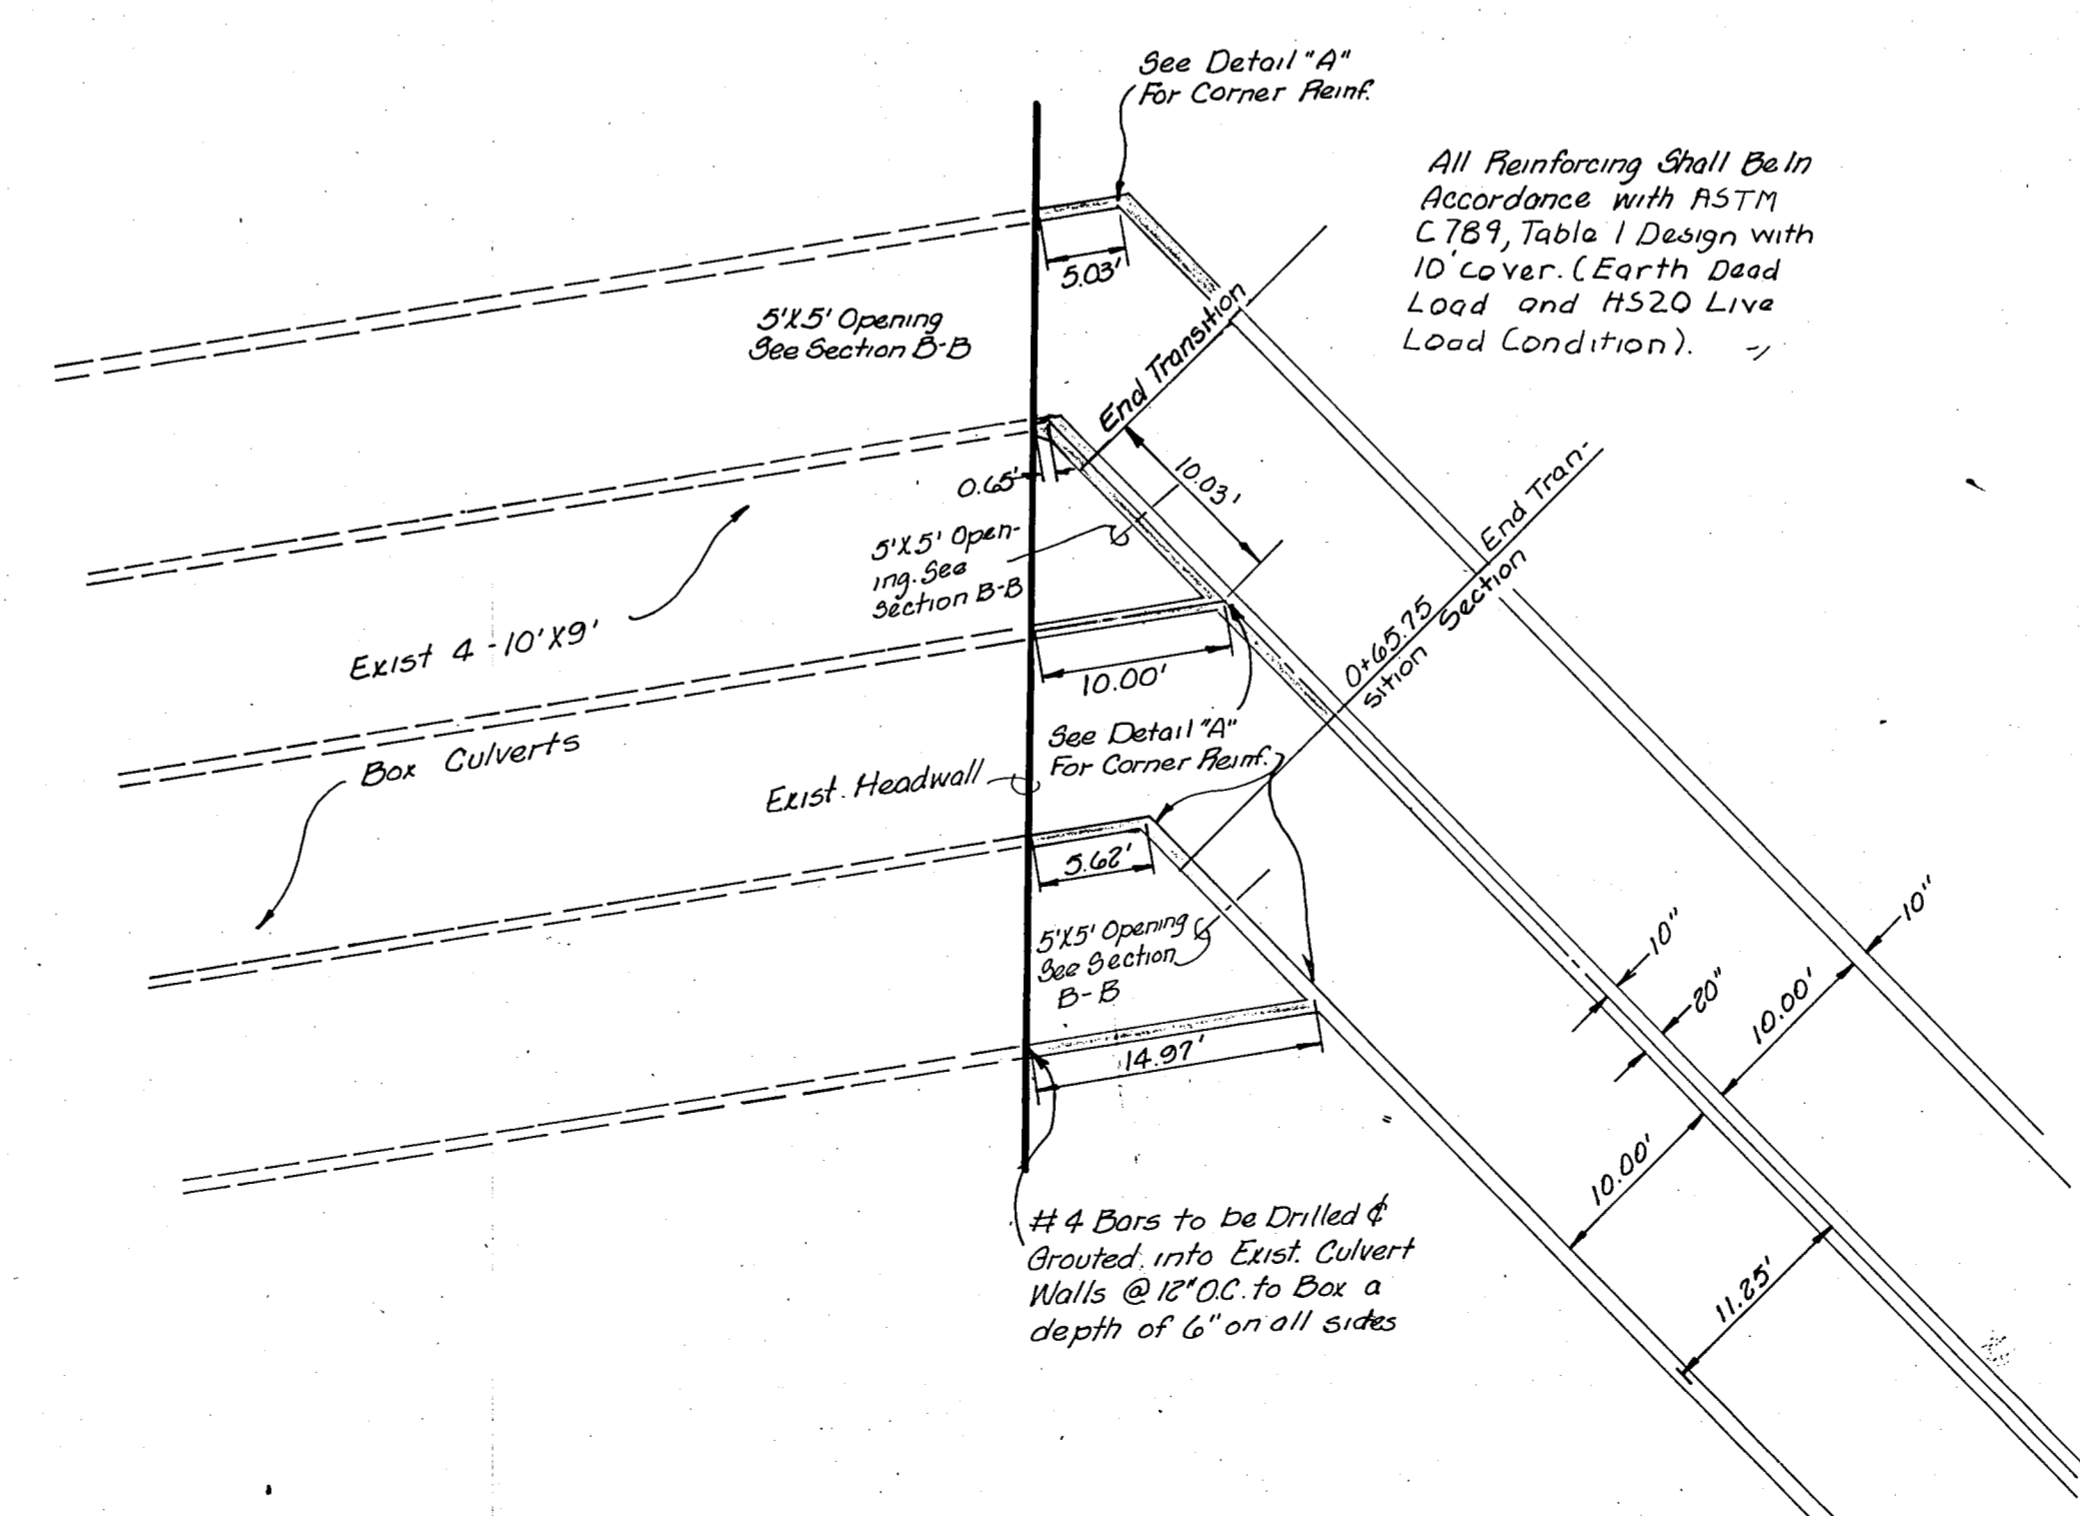 See Detail "A"
For Corner Reinf.
All Reinforcing Shall Be In
Accordance with ASTM
C789, Table 1 Design with
10' cover. (Earth Dead
Load and HS20 Live
Load Condition).
5.03'
5'X5' Opening
See Section B-B
End Transition
10.03'
0.65'
5'X5' Open-
ing. See
Section B-B
End Tran-
sition Section
0+65.75
Exist 4-10'X9'
Box Culverts
10.00'
See Detail "A"
For Corner Reinf.
Exist. Headwall
5.62'
5'X5' Opening
See Section
B-B
14.97'
10"
10"
20"
10.00'
10.00'
11.25'
#4 Bars to be Drilled &
Grouted into Exist. Culvert
Walls @ 12" O.C. to Box a
depth of 6" on all sides